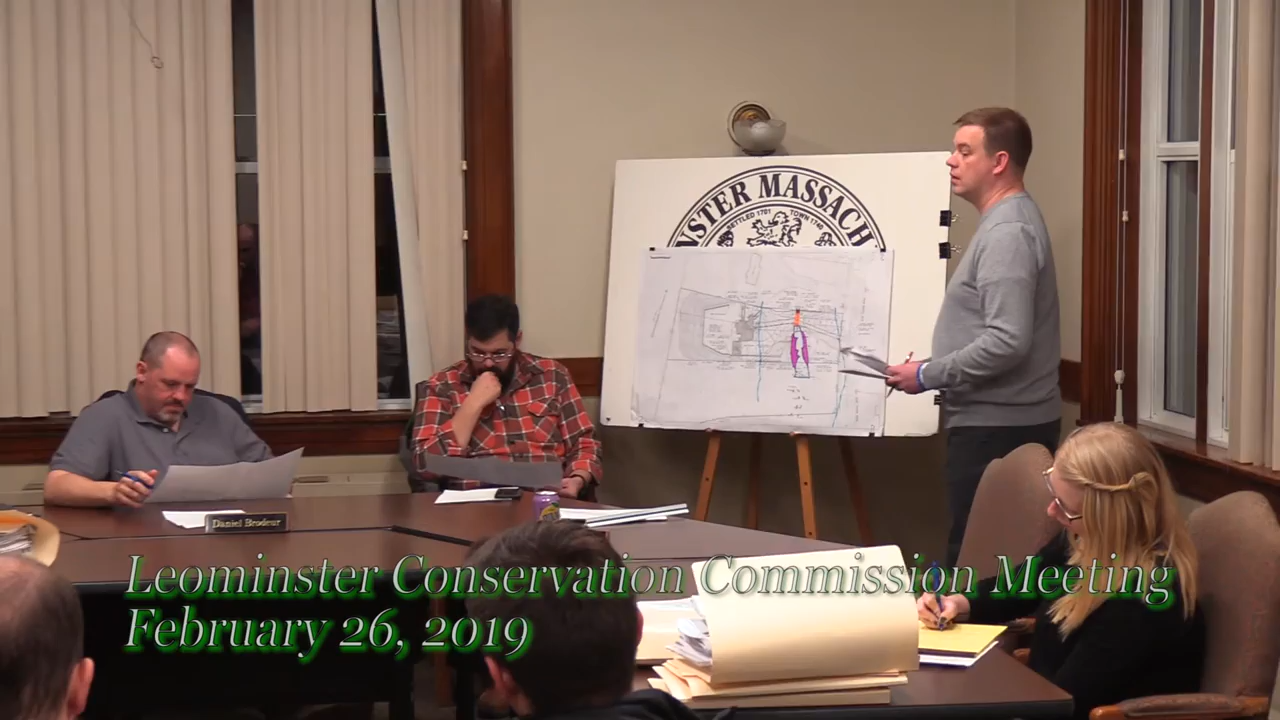 NSTER MASSACH
SETTLED 1701 TOWN 1740
Daniel Brodeur
Leominster Conservation Commission Meeting
February 26, 2019